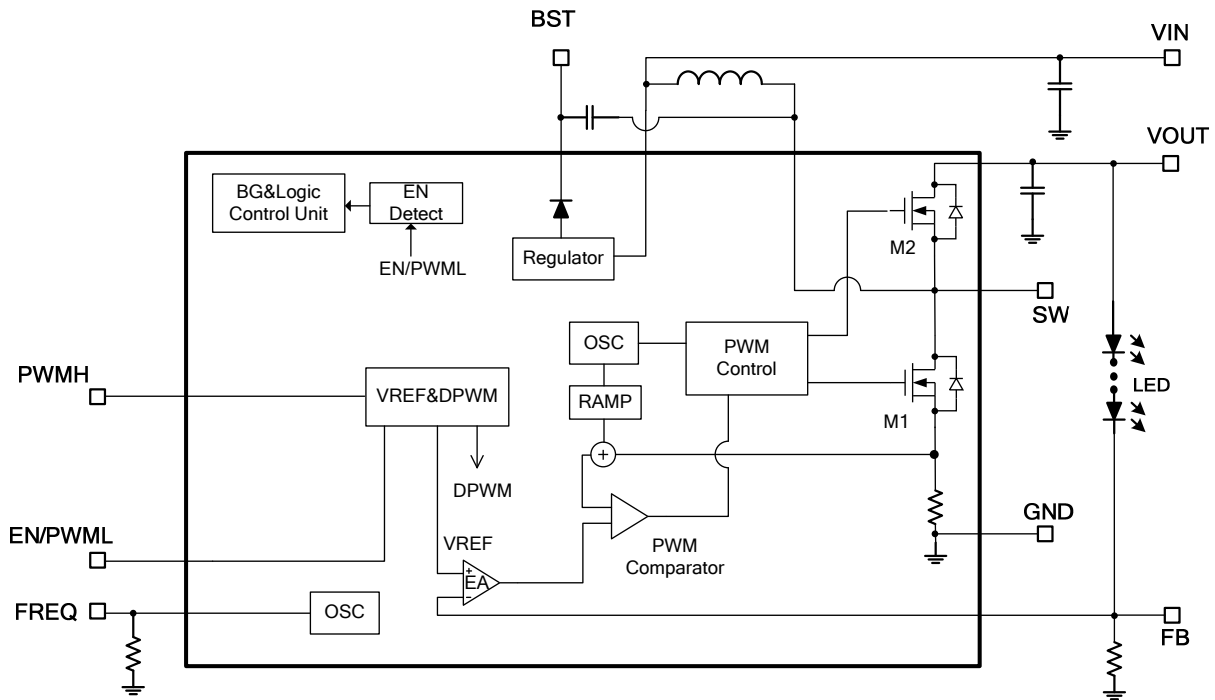 BST
VIN
VOUT
BG&Logic
Control Unit
EN
Detect
EN/PWML
Regulator
M2
SW
OSC
PWM
Control
PWMH
VREF&DPWM
RAMP
M1
LED
+
DPWM
EN/PWML
VREF
PWM
Comparator
GND
+
EA
-
FREQ
OSC
FB